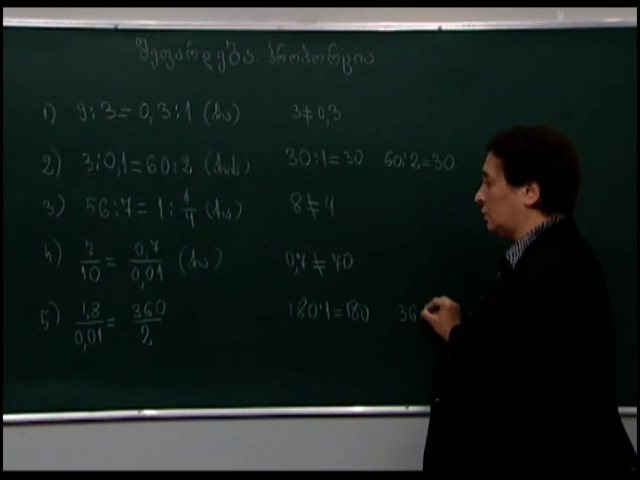 შეფარდება. პროპორცია
1) 9:3=0,3:1 (არა) 3≠0,3
2) 3:0,1=60:2 30:1=30 60:2=30
3) 56:7=1:1/4 (არა) 8≠4
4) 7/10=0,7/0,01 (არა) 0,7≠70
5) 1,8/0,01=360/2 180:1=180 36